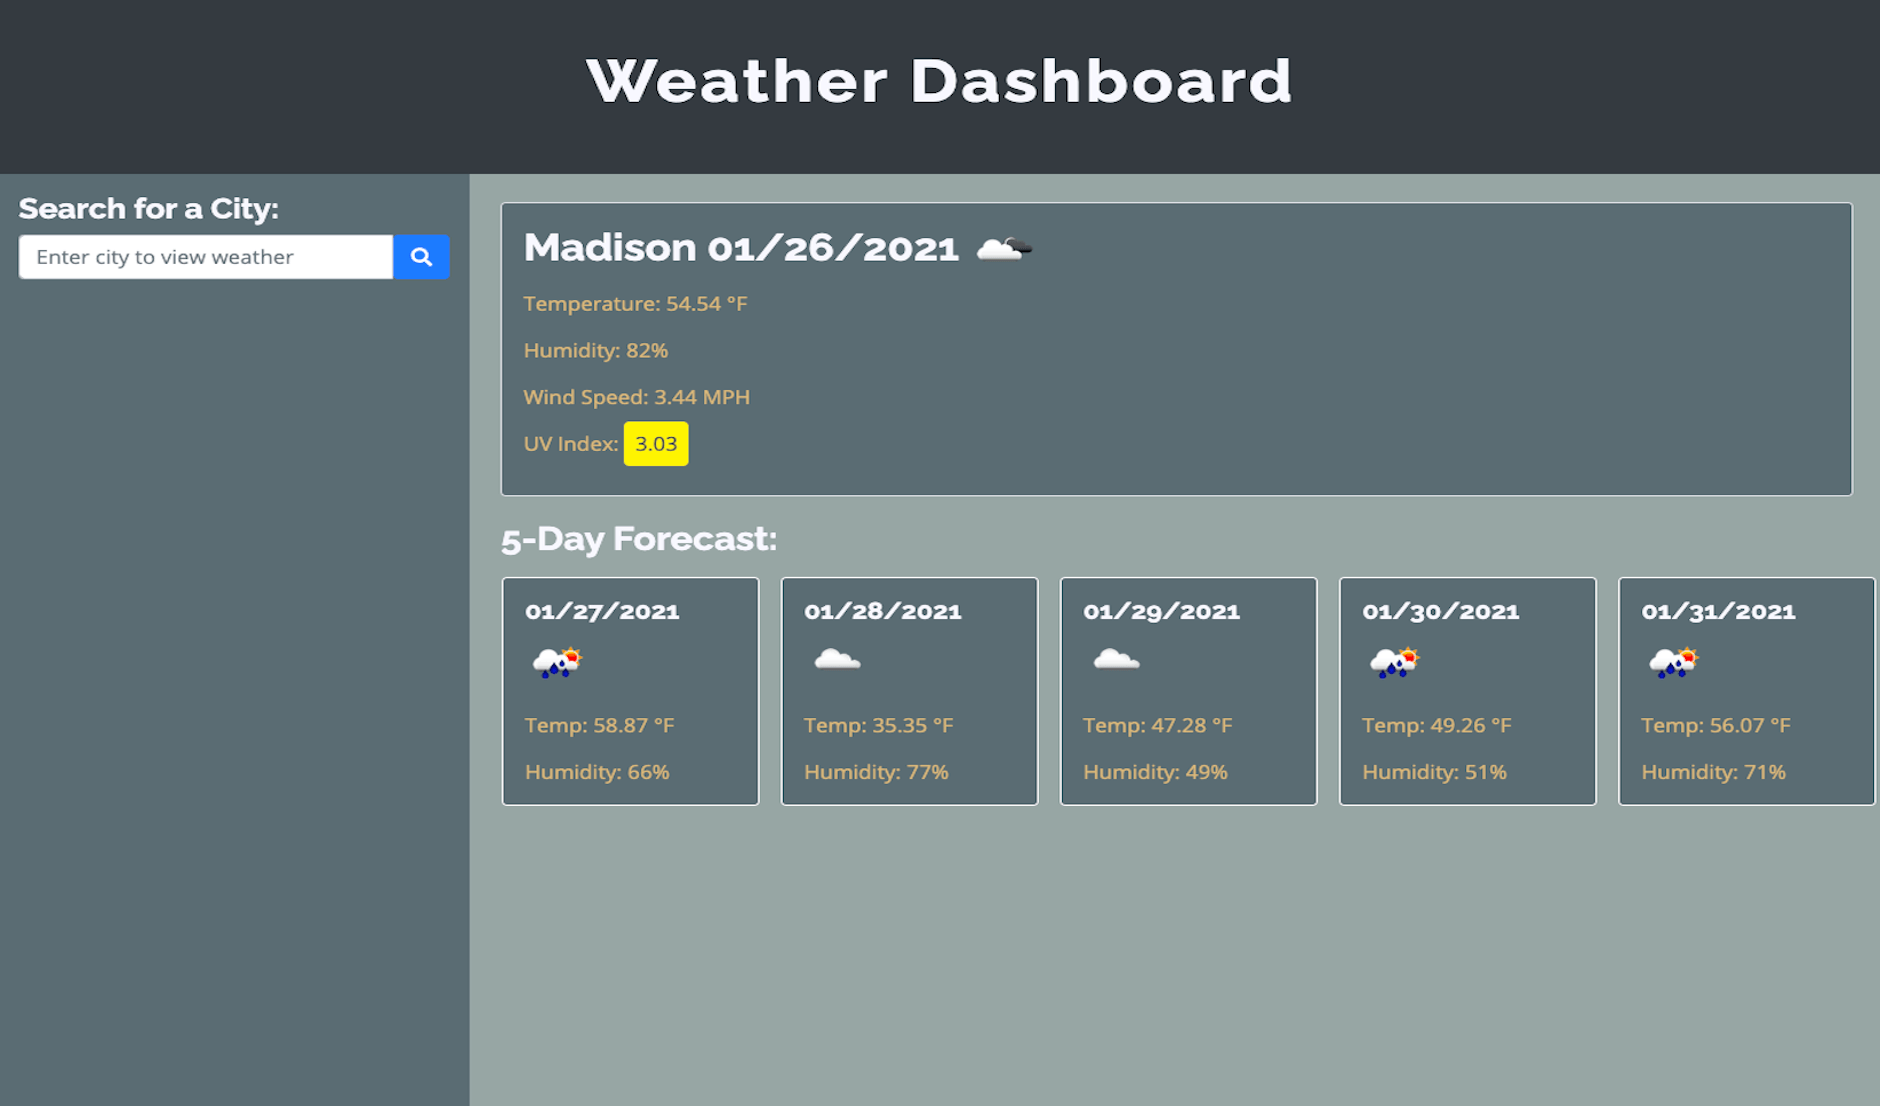 Weather Dashboard
Search for a City:
Enter city to view weather
Madison 01/26/2021
Temperature: 54.54 °F
Humidity: 82%
Wind Speed: 3.44 MPH
UV Index: 3.03
5-Day Forecast:
01/27/2021
Temp: 58.87 °F
Humidity: 66%
01/28/2021
Temp: 35.35 °F
Humidity: 77%
01/29/2021
Temp: 47.28 °F
Humidity: 49%
01/30/2021
Temp: 49.26 °F
Humidity: 51%
01/31/2021
Temp: 56.07 °F
Humidity: 71%